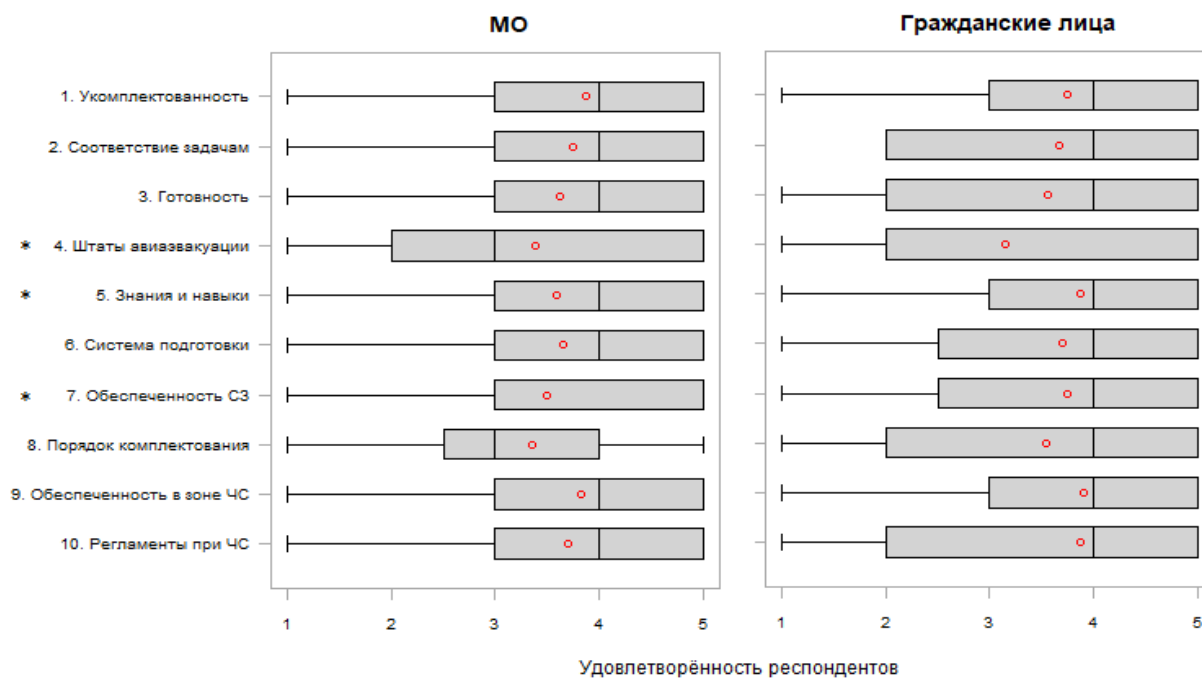 МО
Гражданские лица
1. Укомплектованность
2. Соответствие задачам
3. Готовность
* 4. Штаты авиаэвакуации
* 5. Знания и навыки
6. Система подготовки
* 7. Обеспеченность СЗ
8. Порядок комплектования
9. Обеспеченность в зоне ЧС
10. Регламенты при ЧС
1 2 3 4 5
1 2 3 4 5
Удовлетворённость респондентов